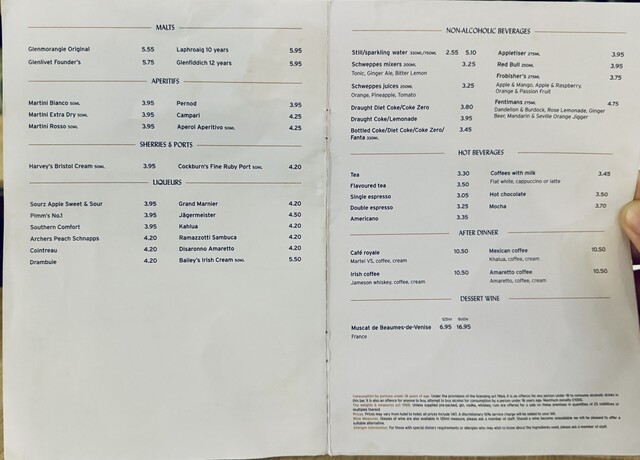 MALTS
Glenmorangie Original 5.55 Laphroaig 10 years 5.95
Glenlivet Founder's 5.75 Glenfiddich 12 years 5.95
APERITIFS
Martini Bianco 50ML 3.95 Pernod 3.95
Martini Extra Dry 50ML 3.95 Campari 4.25
Martini Rosso 50ML 3.95 Aperol Aperitivo 50ML 4.25
SHERRIES & PORTS
Harvey's Bristol Cream 50ML 3.95 Cockburn's Fine Ruby Port 50ML 4.20
LIQUEURS
Sourz Apple Sweet & Sour 3.95 Grand Marnier 4.20
Pimm's No.1 3.95 Jägermeister 4.50
Southern Comfort 3.95 Kahlua 4.20
Archers Peach Schnapps 4.20 Ramazzotti Sambuca 4.20
Cointreau 4.20 Disaronno Amaretto 4.20
Drambuie 4.20 Bailey's Irish Cream 50ML 5.50
NON-ALCOHOLIC BEVERAGES
Still/sparkling water 330ML/750ML 2.55 5.10
Schweppes mixers 200ML 3.25
Tonic, Ginger Ale, Bitter Lemon
Schweppes juices 200ML 3.25
Orange, Pineapple, Tomato
Draught Diet Coke/Coke Zero 3.80
Draught Coke/Lemonade 3.95
Bottled Coke/Diet Coke/Coke Zero/ 3.45
Fanta 330ML
Appletiser 275ML 3.95
Red Bull 250ML 3.95
Frobisher's 275ML 3.75
Apple & Mango, Apple & Raspberry,
Orange & Passion Fruit
Fentimans 275ML 4.75
Dandelion & Burdock, Rose Lemonade, Ginger
Beer, Mandarin & Seville Orange Jigger
HOT BEVERAGES
Tea 3.30
Flavoured tea 3.50
Single espresso 3.05
Double espresso 3.25
Americano 3.35
Coffees with milk 3.45
Flat white, cappuccino or latte
Hot chocolate 3.50
Mocha 3.70
AFTER DINNER
Café royale 10.50 Mexican coffee 10.50
Martel VS, coffee, cream Khalua, coffee, cream
Irish coffee 10.50 Amaretto coffee 10.50
Jameson whiskey, coffee, cream Amaretto, coffee, cream
DESSERT WINE
Bottle
Muscat de Beaumes-de-Venise 6.95 16.95
France